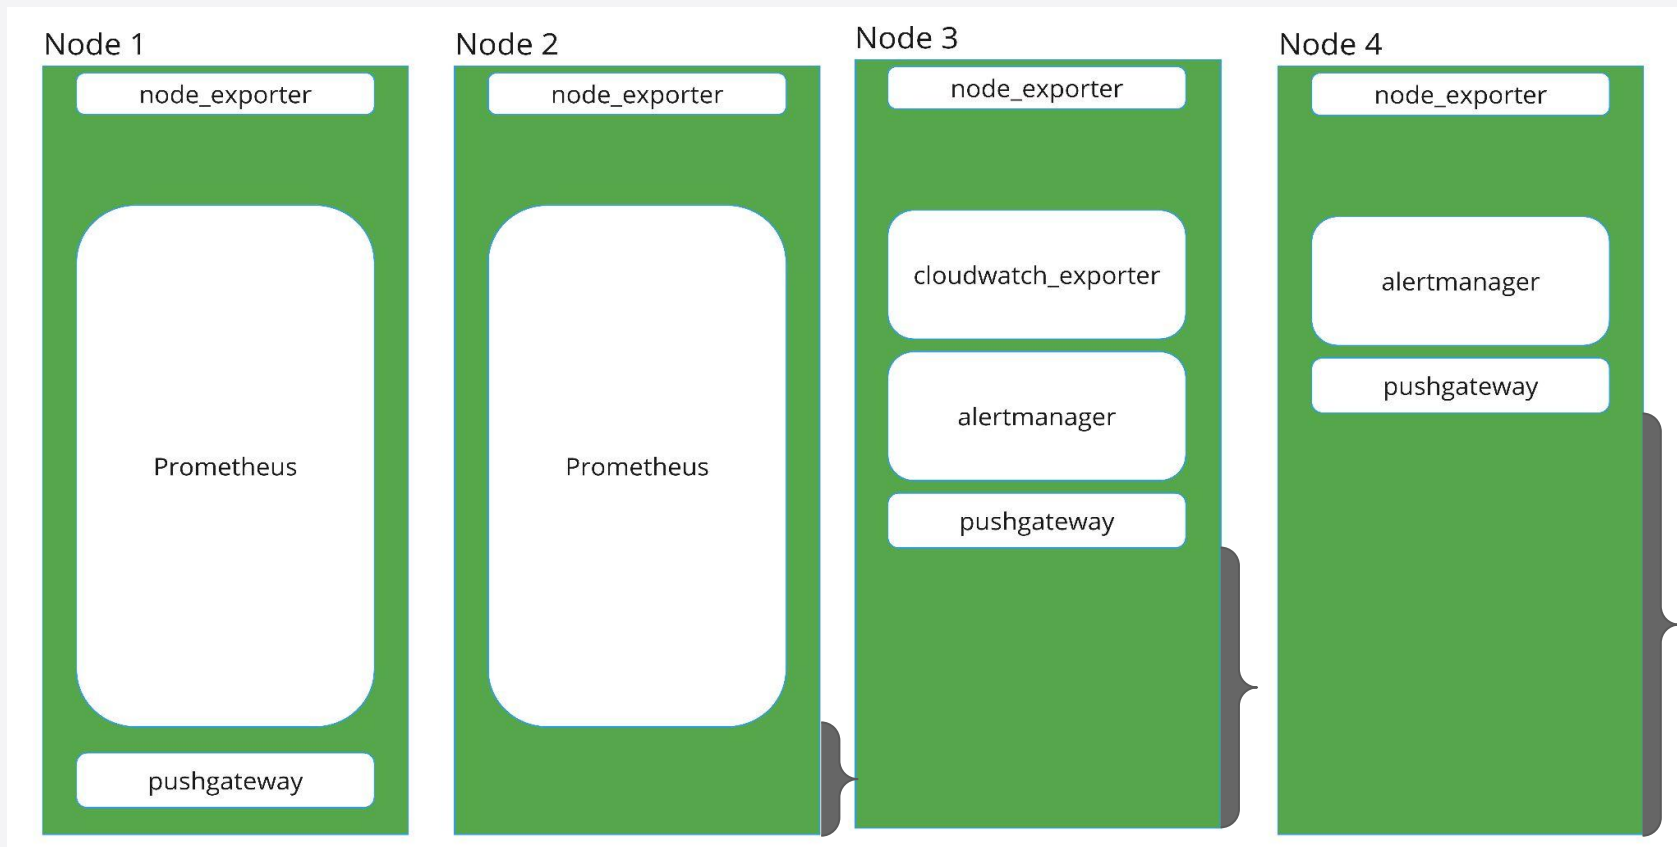 Node 1
node_exporter
Prometheus
pushgateway
Node 2
node_exporter
Prometheus
Node 3
node_exporter
cloudwatch_exporter
alertmanager
pushgateway
Node 4
node_exporter
alertmanager
pushgateway